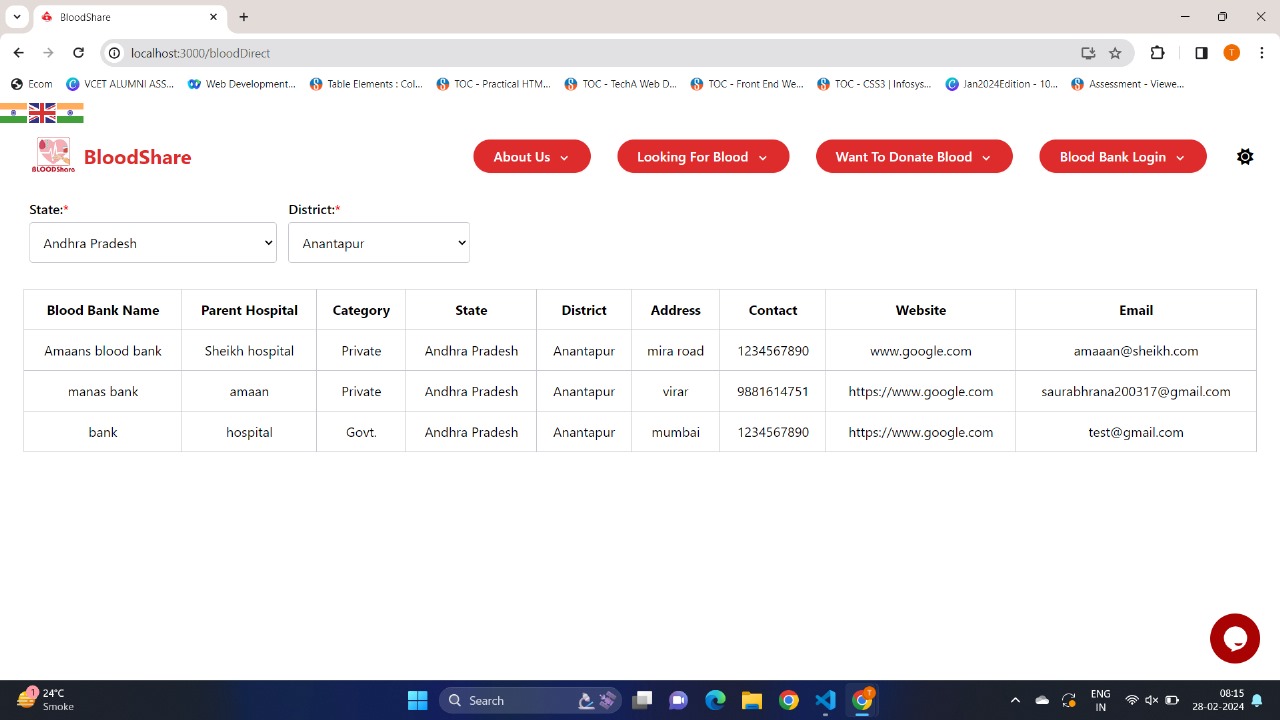 BloodShare
localhost:3000/bloodDirect
Ecom VCET ALUMNI ASS... Web Development... Table Elements : Col... TOC - Practical HTM... TOC - TechA Web D... TOC - Front End We... TOC - CSS3 | Infosys... Jan2024Edition - 10... Assessment - Viewe...
BLOODShare BloodShare About Us Looking For Blood Want To Donate Blood Blood Bank Login
State:* District:*
Andhra Pradesh Anantapur
Blood Bank Name Parent Hospital Category State District Address Contact Website Email
Amaans blood bank Sheikh hospital Private Andhra Pradesh Anantapur mira road 1234567890 www.google.com amaaan@sheikh.com
manas bank amaan Private Andhra Pradesh Anantapur virar 9881614751 https://www.google.com saurabhrana200317@gmail.com
bank hospital Govt. Andhra Pradesh Anantapur mumbai 1234567890 https://www.google.com test@gmail.com
1 24°C Search T ENG 08:15
Smoke IN 28-02-2024